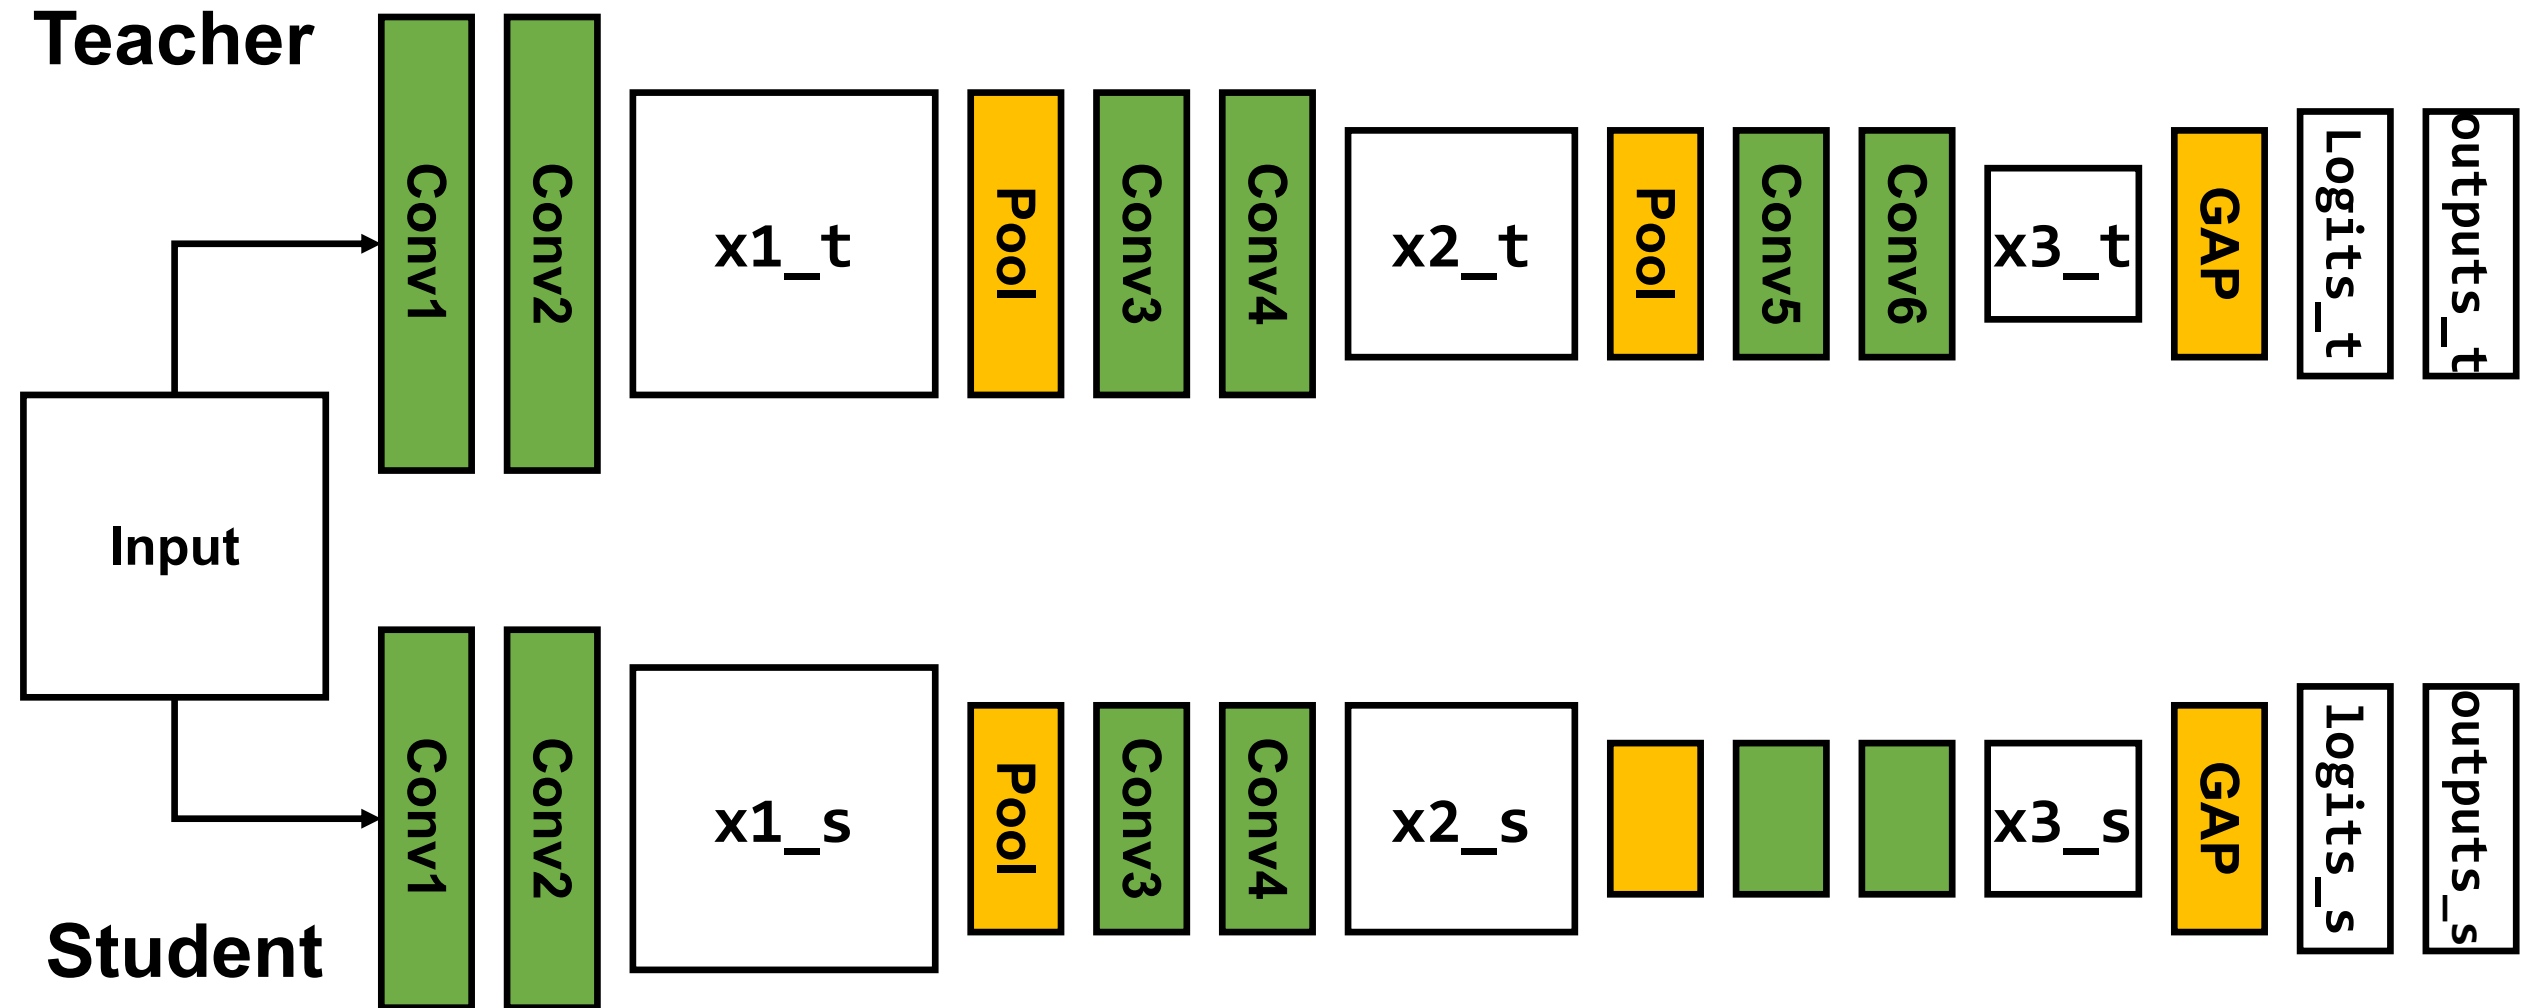 Teacher
Conv1
Conv2
x1_t
Pool
Conv3
Conv4
x2_t
Pool
Conv5
Conv6
x3_t
GAP
Logits_t
outputs_t
Input
Conv1
Conv2
x1_s
Pool
Conv3
Conv4
x2_s
x3_s
GAP
logits_s
outputs_s
Student